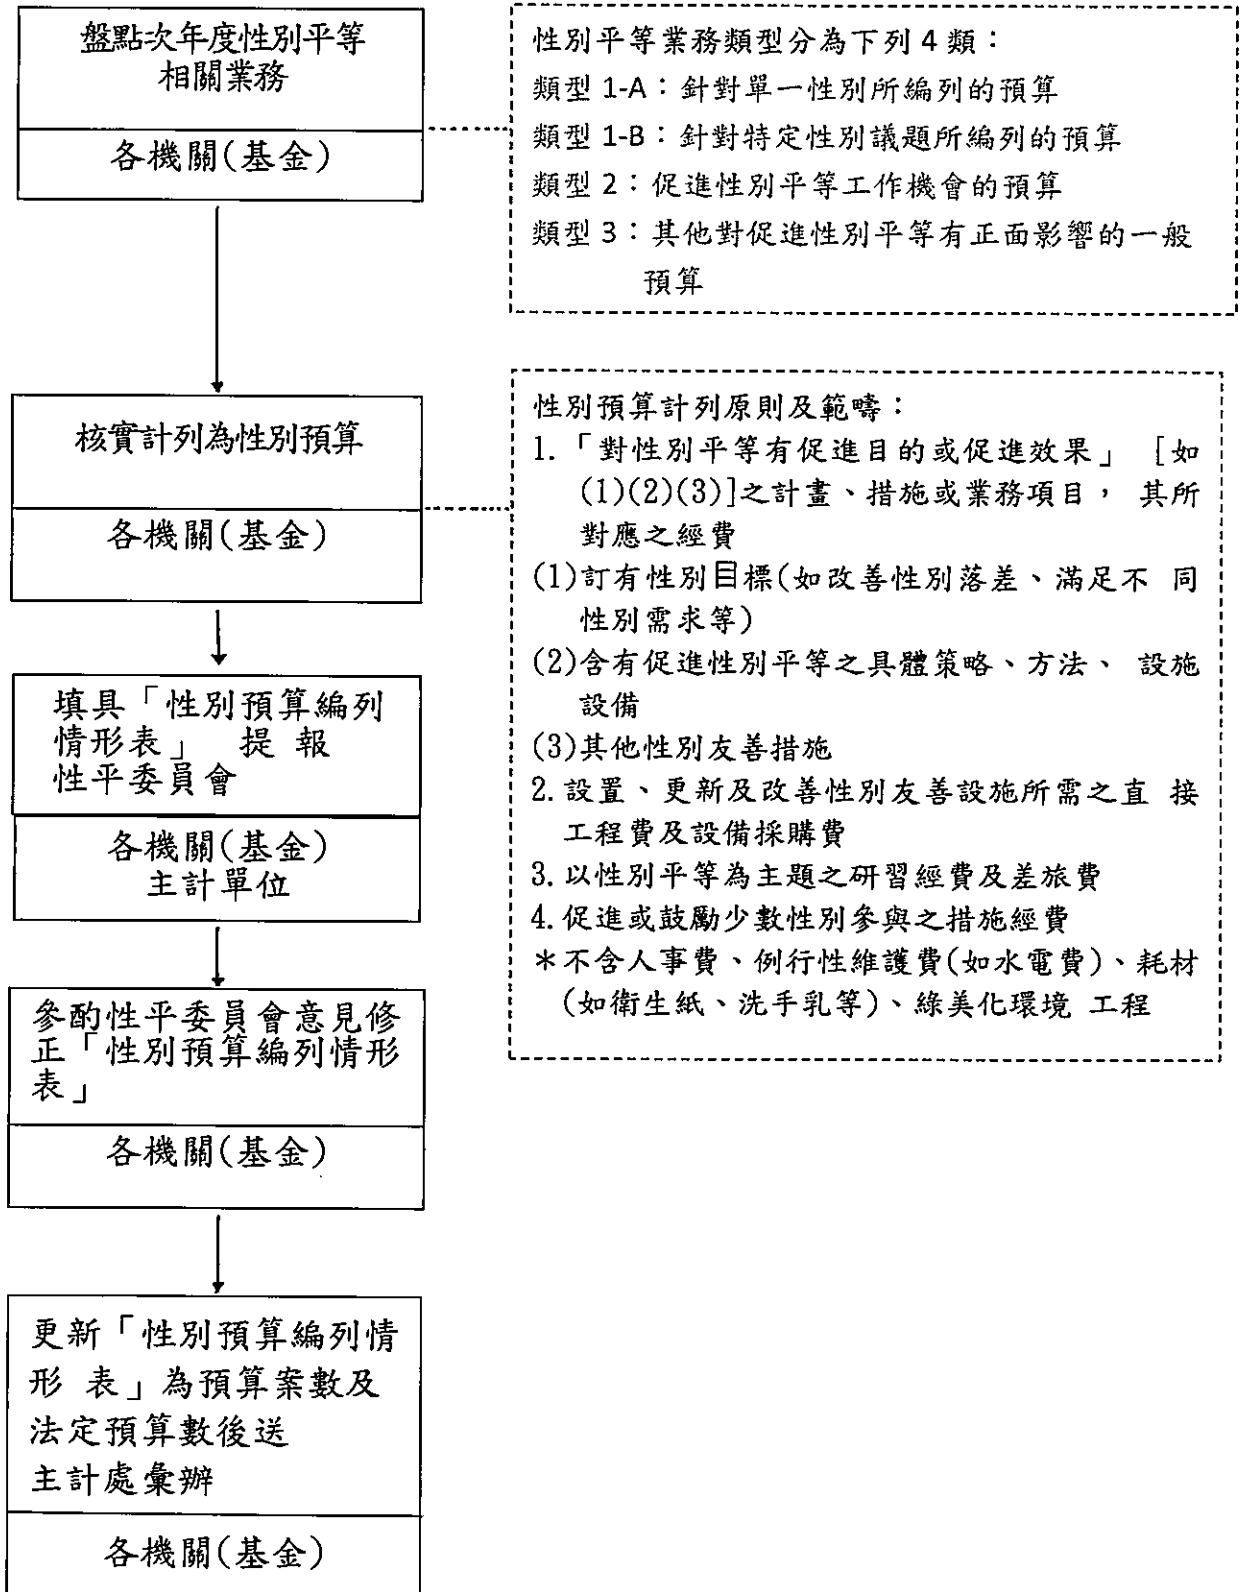 盤點次年度性別平等
相關業務
各機關(基金)
性別平等業務類型分為下列 4 類：
類型 1-A：針對單一性別所編列的預算
類型 1-B：針對特定性別議題所編列的預算
類型 2：促進性別平等工作機會的預算
類型 3：其他對促進性別平等有正面影響的一般
預算
核實計列為性別預算
各機關(基金)
性別預算計列原則及範疇：
1.「對性別平等有促進目的或促進效果」 [如
(1)(2)(3)]之計畫、措施或業務項目， 其所
對應之經費
(1)訂有性別目標(如改善性別落差、滿足不 同
性別需求等)
(2)含有促進性別平等之具體策略、方法、 設施
設備
(3)其他性別友善措施
2.設置、更新及改善性別友善設施所需之直 接
工程費及設備採購費
3.以性別平等為主題之研習經費及差旅費
4.促進或鼓勵少數性別參與之措施經費
＊不含人事費、例行性維護費(如水電費)、耗材
(如衛生紙、洗手乳等)、綠美化環境 工程
填具「性別預算編列
情形表」 提 報
性平委員會
各機關(基金)
主計單位
參酌性平委員會意見修
正「性別預算編列情形
表」
各機關(基金)
更新「性別預算編列情
形 表」為預算案數及
法定預算數後送
主計處彙辦
各機關(基金)